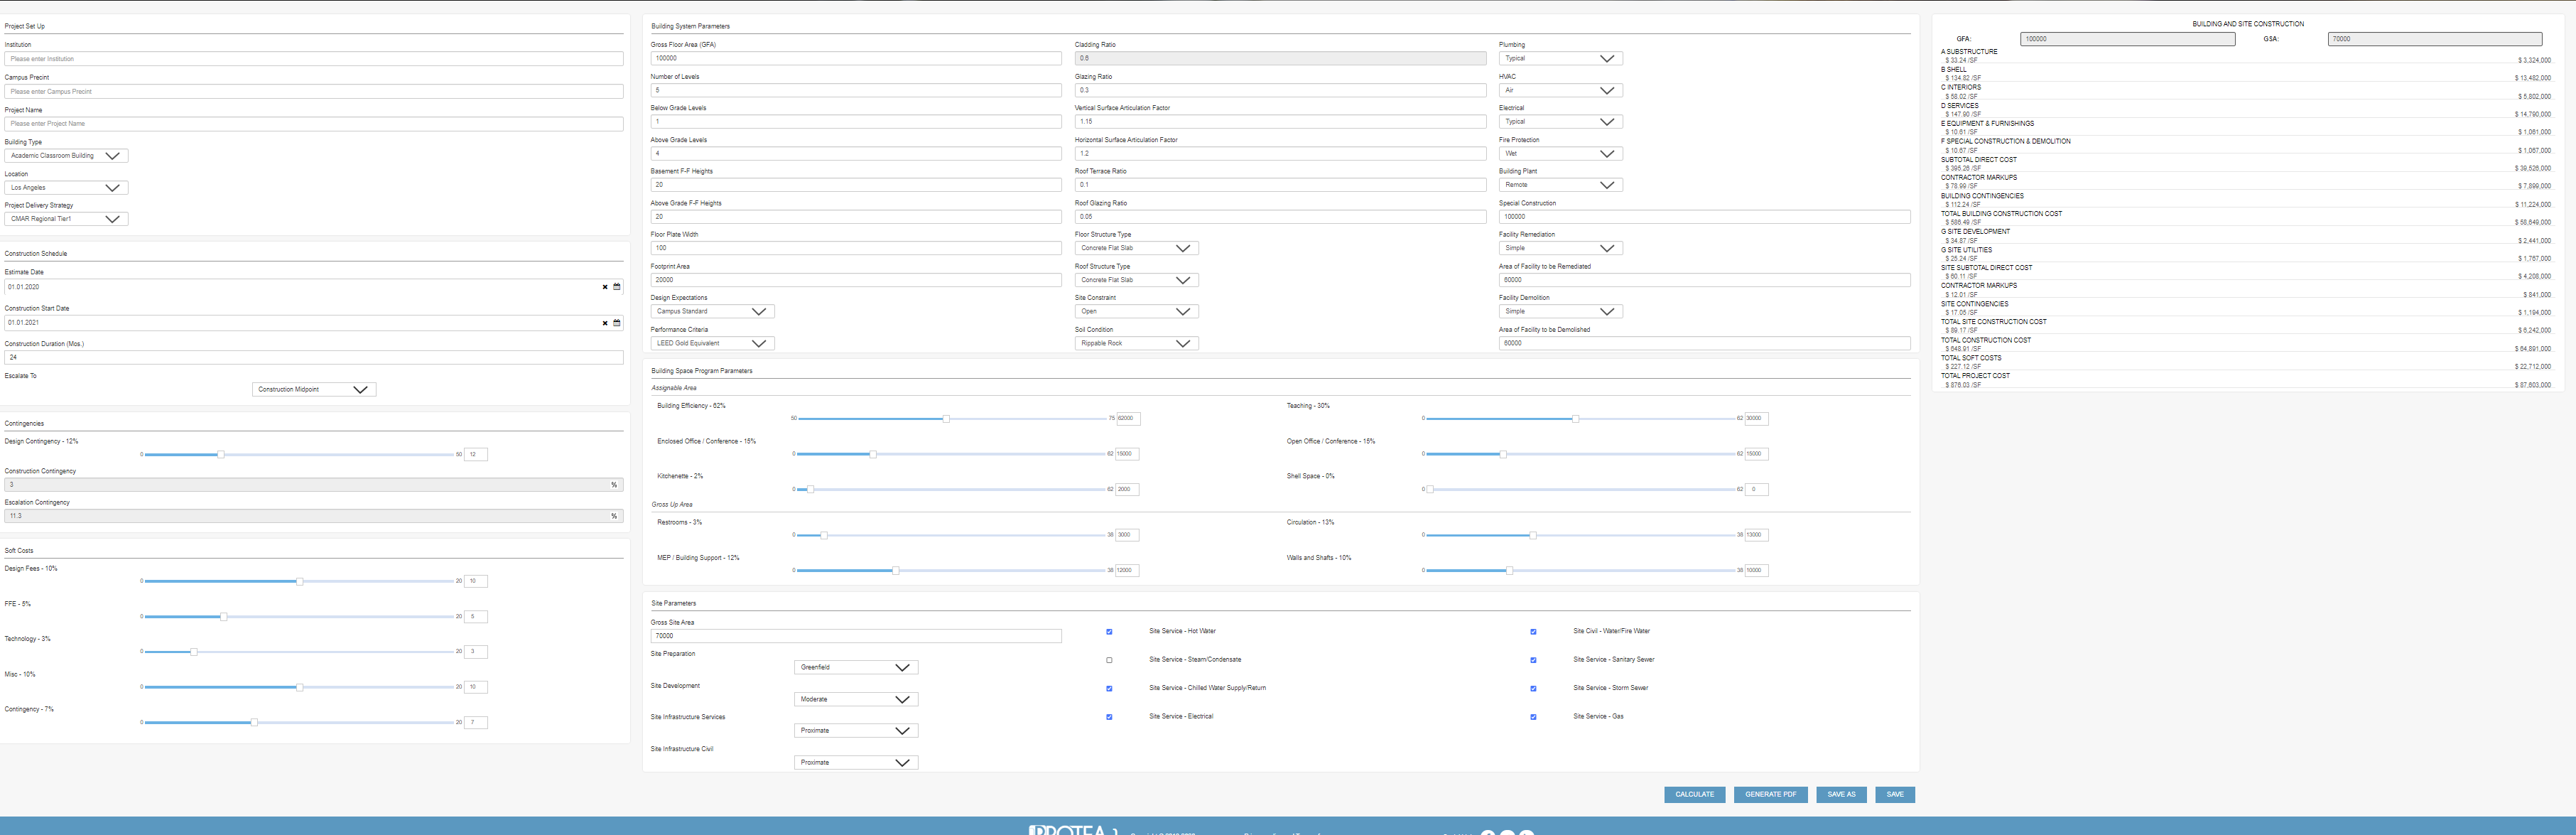 Project Set Up
Institution
Please enter Institution
Campus Precint
Please enter Campus Precint
Project Name
Please enter Project Name
Building Type
Academic Classroom Building
Location
Los Angeles
Project Delivery Strategy
CMAR Regional Tier1
Construction Schedule
Estimate Date
01.01.2020
Construction Start Date
01.01.2021
Construction Duration (Mos.)
24
Escalate To
Construction Midpoint
Contingencies
Design Contingency - 12%
0 50 12
Construction Contingency
3 %
Escalation Contingency
11.3 %
Soft Costs
Design Fees - 10%
0 20 10
FFE - 5%
0 20 5
Technology - 3%
0 20 3
Misc - 10%
0 20 10
Contingency - 7%
0 20 7
Building System Parameters
Gross Floor Area (GFA)
100000
Number of Levels
5
Below Grade Levels
1
Above Grade Levels
4
Basement F-F Heights
20
Above Grade F-F Heights
20
Floor Plate Width
100
Footprint Area
20000
Design Expectations
Campus Standard
Performance Criteria
LEED Gold Equivalent
Cladding Ratio
0.6
Glazing Ratio
0.3
Vertical Surface Articulation Factor
1.15
Horizontal Surface Articulation Factor
1.2
Roof Terrace Ratio
0.1
Roof Glazing Ratio
0.05
Floor Structure Type
Concrete Flat Slab
Roof Structure Type
Concrete Flat Slab
Site Constraint
Open
Soil Condition
Rippable Rock
Plumbing
Typical
HVAC
Air
Electrical
Typical
Fire Protection
Wet
Building Plant
Remote
Special Construction
100000
Facility Remediation
Simple
Area of Facility to be Remediated
60000
Facility Demolition
Simple
Area of Facility to be Demolished
60000
Building Space Program Parameters
Assignable Area
Building Efficiency - 62%
50 75 62000
Teaching - 30%
0 62 30000
Enclosed Office / Conference - 15%
0 62 15000
Open Office / Conference - 15%
0 62 15000
Kitchenette - 2%
0 62 2000
Shell Space - 0%
0 62 0
Gross Up Area
Restrooms - 3%
0 38 3000
Circulation - 13%
0 38 13000
MEP / Building Support - 12%
0 38 12000
Walls and Shafts - 10%
0 38 10000
Site Parameters
Gross Site Area
70000
Site Preparation
Greenfield
Site Development
Moderate
Site Infrastructure Services
Proximate
Site Infrastructure Civil
Proximate
Site Service - Hot Water
Site Service - Steam/Condensate
Site Service - Chilled Water Supply/Return
Site Service - Electrical
Site Civil - Water/Fire Water
Site Service - Sanitary Sewer
Site Service - Storm Sewer
Site Service - Gas
CALCULATE GENERATE PDF SAVE AS SAVE
BUILDING AND SITE CONSTRUCTION
GFA: 100000 GSA: 70000
A SUBSTRUCTURE
$ 33.24 /SF $ 3,324,000
B SHELL
$ 134.82 /SF $ 13,482,000
C INTERIORS
$ 58.02 /SF $ 5,802,000
D SERVICES
$ 147.90 /SF $ 14,790,000
E EQUIPMENT & FURNISHINGS
$ 10.61 /SF $ 1,061,000
F SPECIAL CONSTRUCTION & DEMOLITION
$ 10.67 /SF $ 1,067,000
SUBTOTAL DIRECT COST
$ 395.26 /SF $ 39,526,000
CONTRACTOR MARKUPS
$ 78.99 /SF $ 7,899,000
BUILDING CONTINGENCIES
$ 112.24 /SF $ 11,224,000
TOTAL BUILDING CONSTRUCTION COST
$ 586.49 /SF $ 58,649,000
G SITE DEVELOPMENT
$ 34.87 /SF $ 2,441,000
G SITE UTILITIES
$ 25.24 /SF $ 1,767,000
SITE SUBTOTAL DIRECT COST
$ 60.11 /SF $ 4,208,000
CONTRACTOR MARKUPS
$ 12.01 /SF $ 841,000
SITE CONTINGENCIES
$ 17.05 /SF $ 1,194,000
TOTAL SITE CONSTRUCTION COST
$ 89.17 /SF $ 6,242,000
TOTAL CONSTRUCTION COST
$ 648.91 /SF $ 64,891,000
TOTAL SOFT COSTS
$ 227.12 /SF $ 22,712,000
TOTAL PROJECT COST
$ 876.03 /SF $ 87,603,000
PROTEA